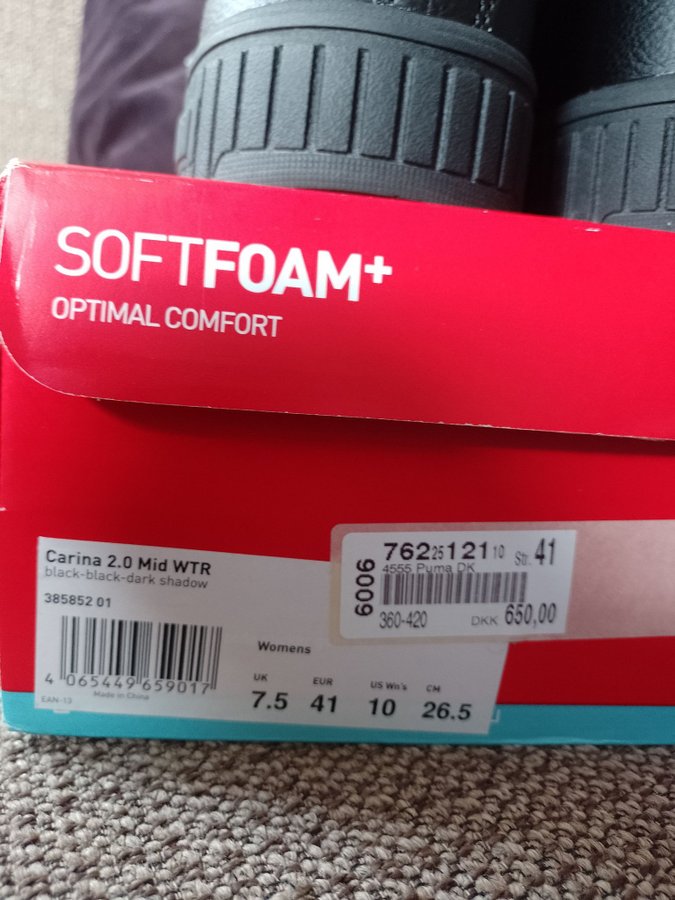 SOFTFOAM+
OPTIMAL COMFORT
Carina 2.0 Mid WTR
black-black-dark shadow
385852 01
4 065449 659017
EAN-13
Made in China
Womens
UK EUR US Wn's CM
7.5 41 10 26.5
6006
762 25 121 10 Str. 41
4555 Puma DK
360-420 DKK 650,00